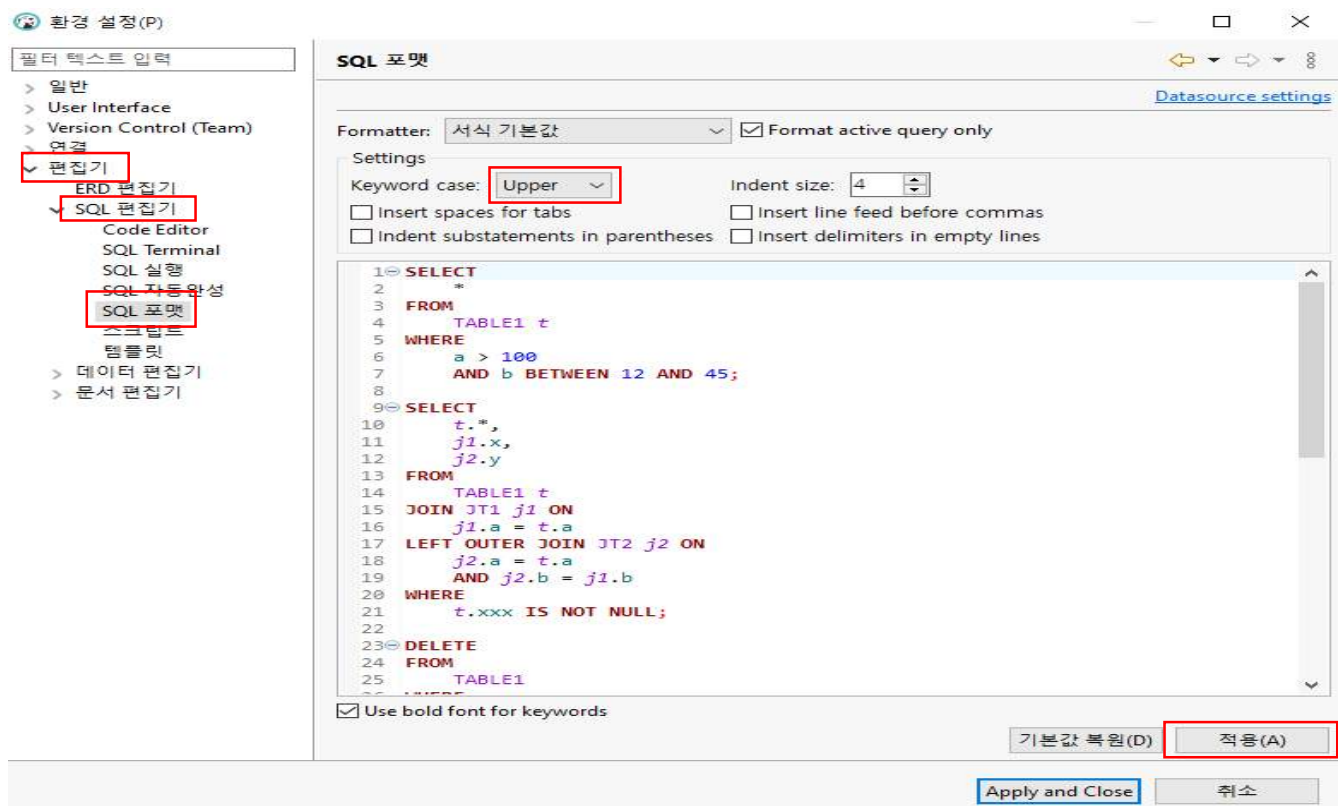 환경 설정(P)
필터 텍스트 입력
일반
User Interface
Version Control (Team)
연결
편집기
ERD 편집기
SQL 편집기
Code Editor
SQL Terminal
SQL 실행
SQL 자동완성
SQL 포맷
스크립트
템플릿
데이터 편집기
문서 편집기
SQL 포맷
Datasource settings
Formatter: 서식 기본값 Format active query only
Settings
Keyword case: Upper Indent size: 4
Insert spaces for tabs Insert line feed before commas
Indent substatements in parentheses Insert delimiters in empty lines
1 SELECT
2 *
3 FROM
4 TABLE1 t
5 WHERE
6 a > 100
7 AND b BETWEEN 12 AND 45;
8
9 SELECT
10 t.*,
11 j1.x,
12 j2.y
13 FROM
14 TABLE1 t
15 JOIN JT1 j1 ON
16 j1.a = t.a
17 LEFT OUTER JOIN JT2 j2 ON
18 j2.a = t.a
19 AND j2.b = j1.b
20 WHERE
21 t.xxx IS NOT NULL;
22
23 DELETE
24 FROM
25 TABLE1
26 WHERE
Use bold font for keywords
기본값 복원(D) 적용(A)
Apply and Close 취소